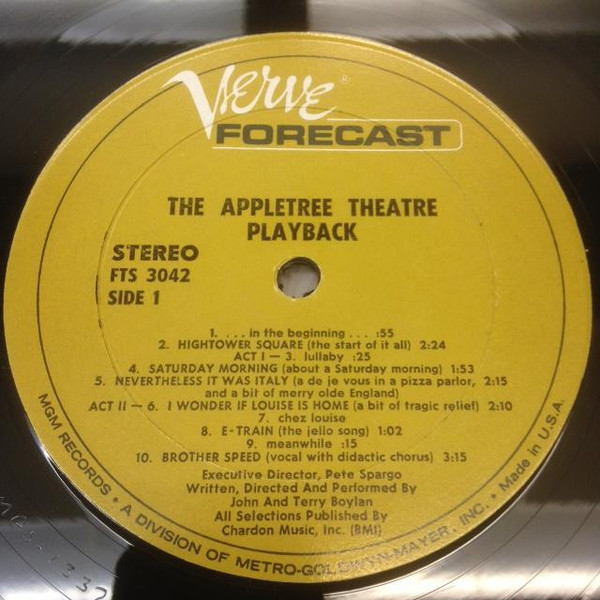 Verve®
FORECAST
THE APPLETREE THEATRE
PLAYBACK
STEREO
FTS 3042
SIDE 1
1. . . . in the beginning . . . :55
2. HIGHTOWER SQUARE (the start of it all) 2:24
ACT I — 3. lullaby :25
4. SATURDAY MORNING (about a Saturday morning) 1:53
5. NEVERTHELESS IT WAS ITALY (a de je vous in a pizza parlor, 2:15
and a bit of merry olde England)
ACT II — 6. I WONDER IF LOUISE IS HOME (a bit of tragic relief) 2:10
7. chez louise
8. E-TRAIN (the jello song) 1:02
9. meanwhile :15
10. BROTHER SPEED (vocal with didactic chorus) 3:15
Executive Director, Pete Spargo
Written, Directed And Performed By
John And Terry Boylan
All Selections Published By
Chardon Music, Inc. (BMI)
MGM RECORDS • A DIVISION OF METRO-GOLDWYN-MAYER, INC. • Made in U.S.A.